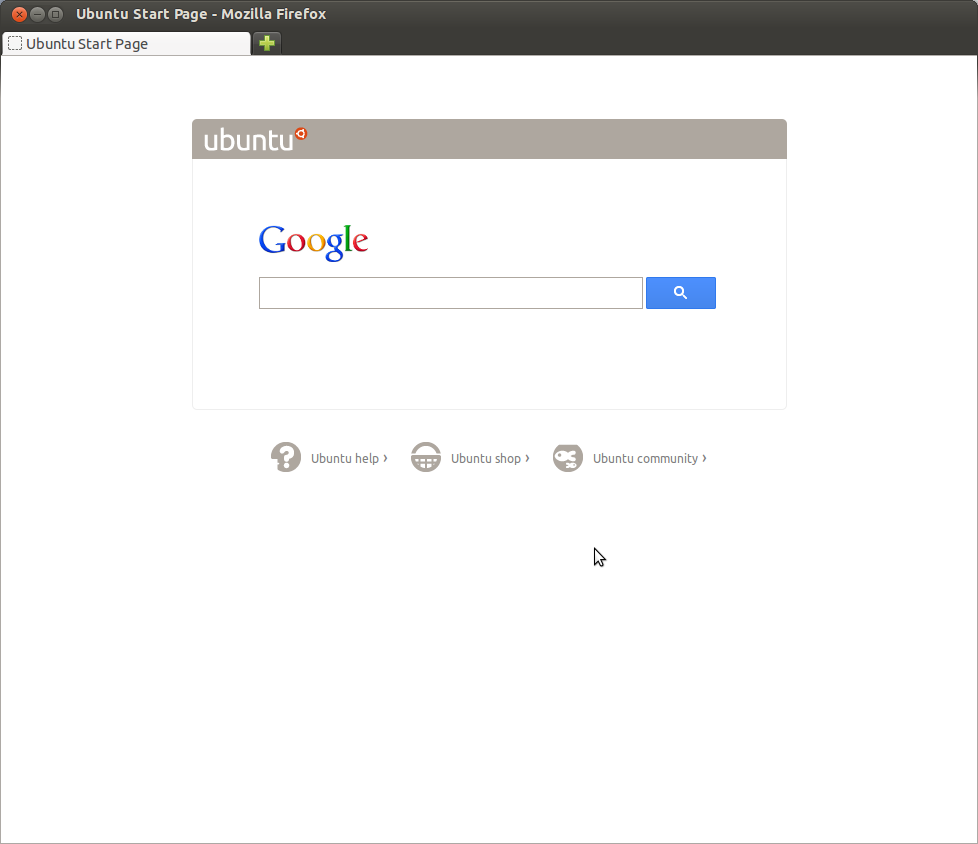 Ubuntu Start Page - Mozilla Firefox
Ubuntu Start Page
ubuntu
Google
Ubuntu help ›
Ubuntu shop ›
Ubuntu community ›